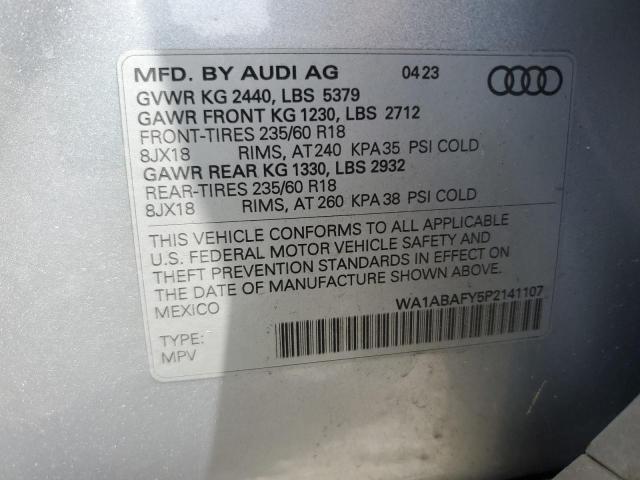 MFD. BY AUDI AG 04 23
GVWR KG 2440, LBS 5379
GAWR FRONT KG 1230, LBS 2712
FRONT-TIRES 235/60 R18
8JX18 RIMS, AT 240 KPA 35 PSI COLD
GAWR REAR KG 1330, LBS 2932
REAR-TIRES 235/60 R18
8JX18 RIMS, AT 260 KPA 38 PSI COLD
THIS VEHICLE CONFORMS TO ALL APPLICABLE
U.S. FEDERAL MOTOR VEHICLE SAFETY AND
THEFT PREVENTION STANDARDS IN EFFECT ON
THE DATE OF MANUFACTURE SHOWN ABOVE
MEXICO
WA1ABAFY5P2141107
TYPE:
MPV